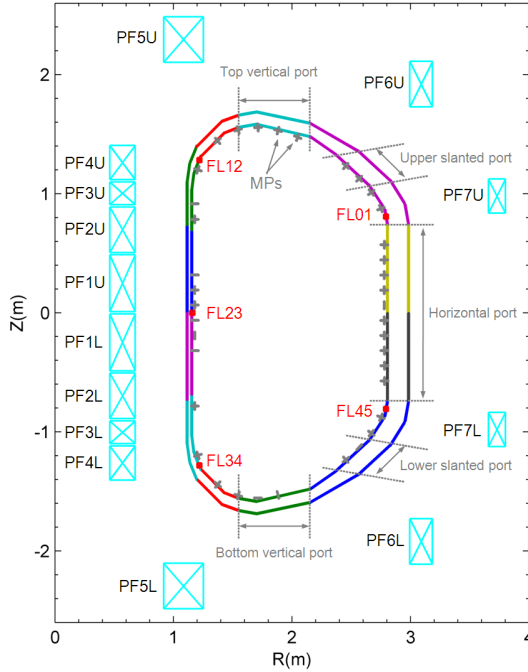 PF5U
Top vertical port
PF6U
PF4U
FL12
Upper slanted port
MPs
PF3U
PF7U
PF2U
FL01
PF1U
FL23
Horizontal port
PF1L
PF2L
FL45
PF3L
PF7L
PF4L
FL34
Lower slanted port
Bottom vertical port
PF6L
PF5L
Z(m)
2
1
0
-1
-2
0
1
2
3
4
R(m)